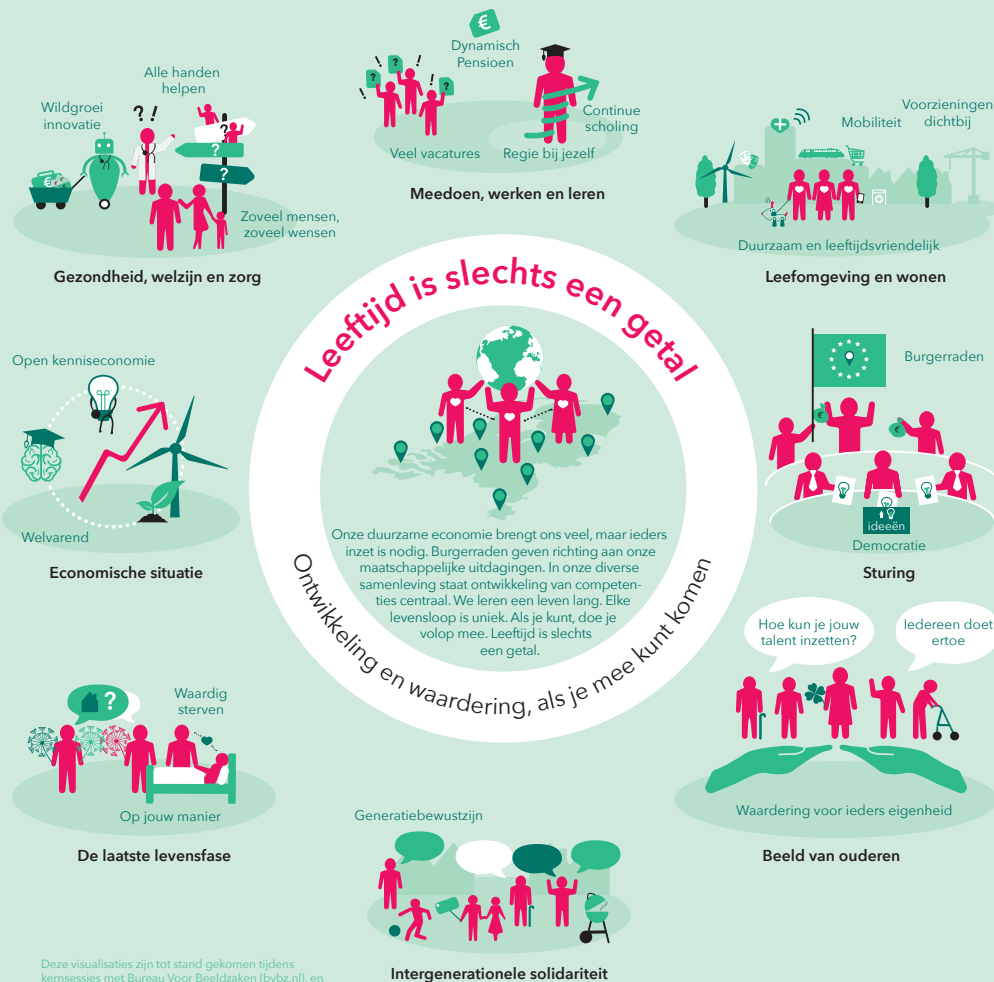 Dynamisch
Pensioen
Continue
scholing
Veel vacatures
Regie bij jezelf
Meedoen, werken en leren
Alle handen
helpen
Wildgroei
innovatie
?!
Zoveel mensen,
zoveel wensen
Gezondheid, welzijn en zorg
Voorzieningen
dichtbij
Mobiliteit
Duurzaam en leeftijdsvriendelijk
Leefomgeving en wonen
Leeftijd is slechts een getal
Onze duurzame economie brengt ons veel, maar ieders
inzet is nodig. Burgerraden geven richting aan onze
maatschappelijke uitdagingen. In onze diverse
samenleving staat ontwikkeling van competen-
ties centraal. We leren een leven lang. Elke
levensloop is uniek. Als je kunt, doe je
volop mee. Leeftijd is slechts
een getal.
Ontwikkeling en waardering, als je mee kunt komen
Open kenniseconomie
Welvarend
Economische situatie
Burgerraden
ideeën
Democratie
Sturing
Hoe kun je jouw
talent inzetten?
Iedereen doet
ertoe
Waardering voor ieders eigenheid
Beeld van ouderen
?
Waardig
sterven
Op jouw manier
De laatste levensfase
Generatiebewustzijn
Intergenerationele solidariteit
Deze visualisaties zijn tot stand gekomen tijdens
kernsessies met Bureau Voor Beeldzaken (bvbz.nl), en